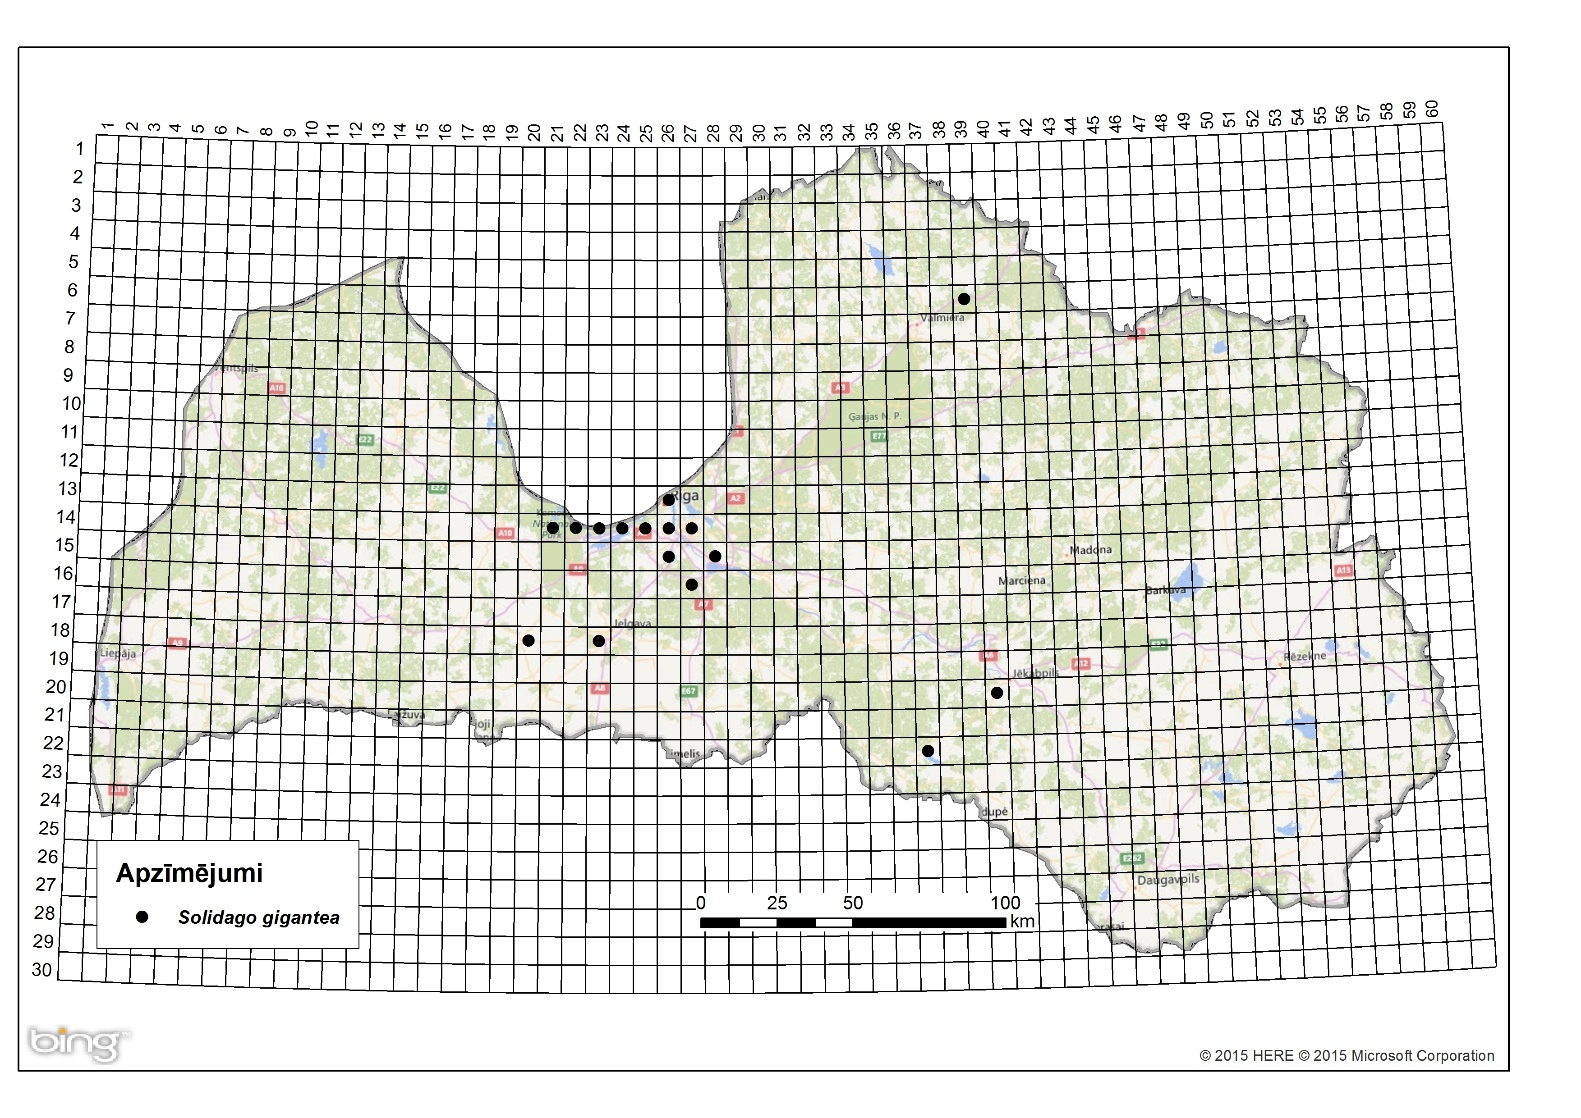 1 2 3 4 5 6 7 8 9 10 11 12 13 14 15 16 17 18 19 20 21 22 23 24 25 26 27 28 29 30 31 32 33 34 35 36 37 38 39 40 41 42 43 44 45 46 47 48 49 50 51 52 53 54 55 56 57 58 59 60
1
2
3
4
5
6
7
8
9
10
11
12
13
14
15
16
17
18
19
20
21
22
23
24
25
26
27
28
29
30
Valmiera
A10
A3
Gaujas N. P.
E77
E22
E22
Rīga
A2
A10
Park
A9
Madona
A13
Marciena
Barkava
A7
Jelgava
A9
Liepāja
Rēzekne
A12
Jēkabpils
A8
E67
A11
E262
Daugavpils
Apzīmējumi
Solidago gigantea
0 25 50 100
km
bing
© 2015 HERE © 2015 Microsoft Corporation